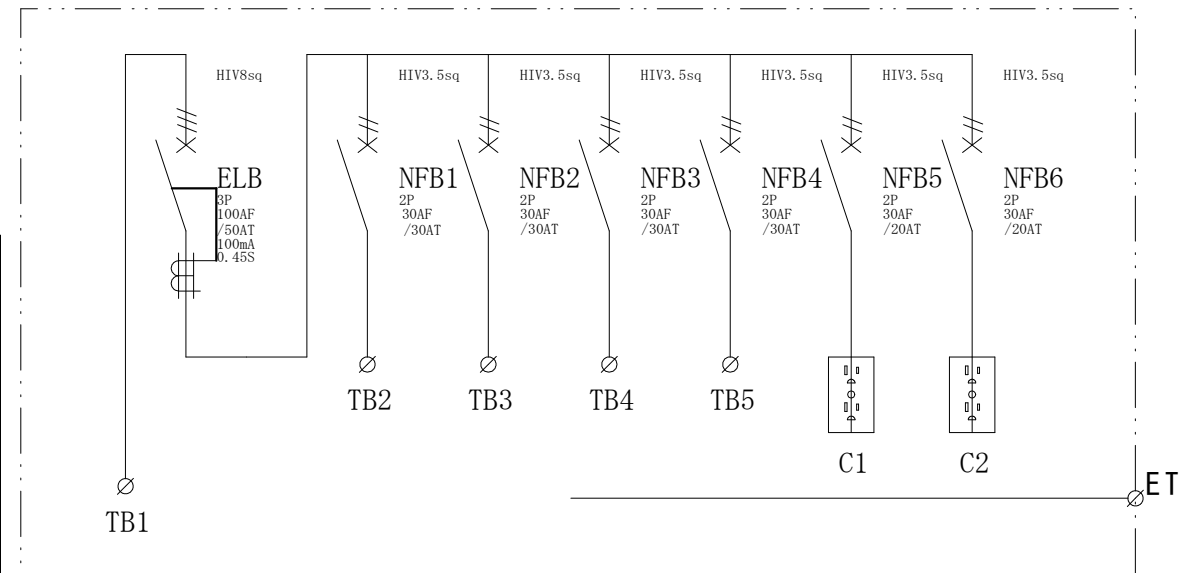 HIV8sq
HIV3.5sq
HIV3.5sq
HIV3.5sq
HIV3.5sq
HIV3.5sq
HIV3.5sq
ELB
3P
100AF
/50AT
100mA
0.45S
NFB1
2P
30AF
/30AT
NFB2
2P
30AF
/30AT
NFB3
2P
30AF
/30AT
NFB4
2P
30AF
/30AT
NFB5
2P
30AF
/20AT
NFB6
2P
30AF
/20AT
TB2
TB3
TB4
TB5
C1
C2
ET
TB1